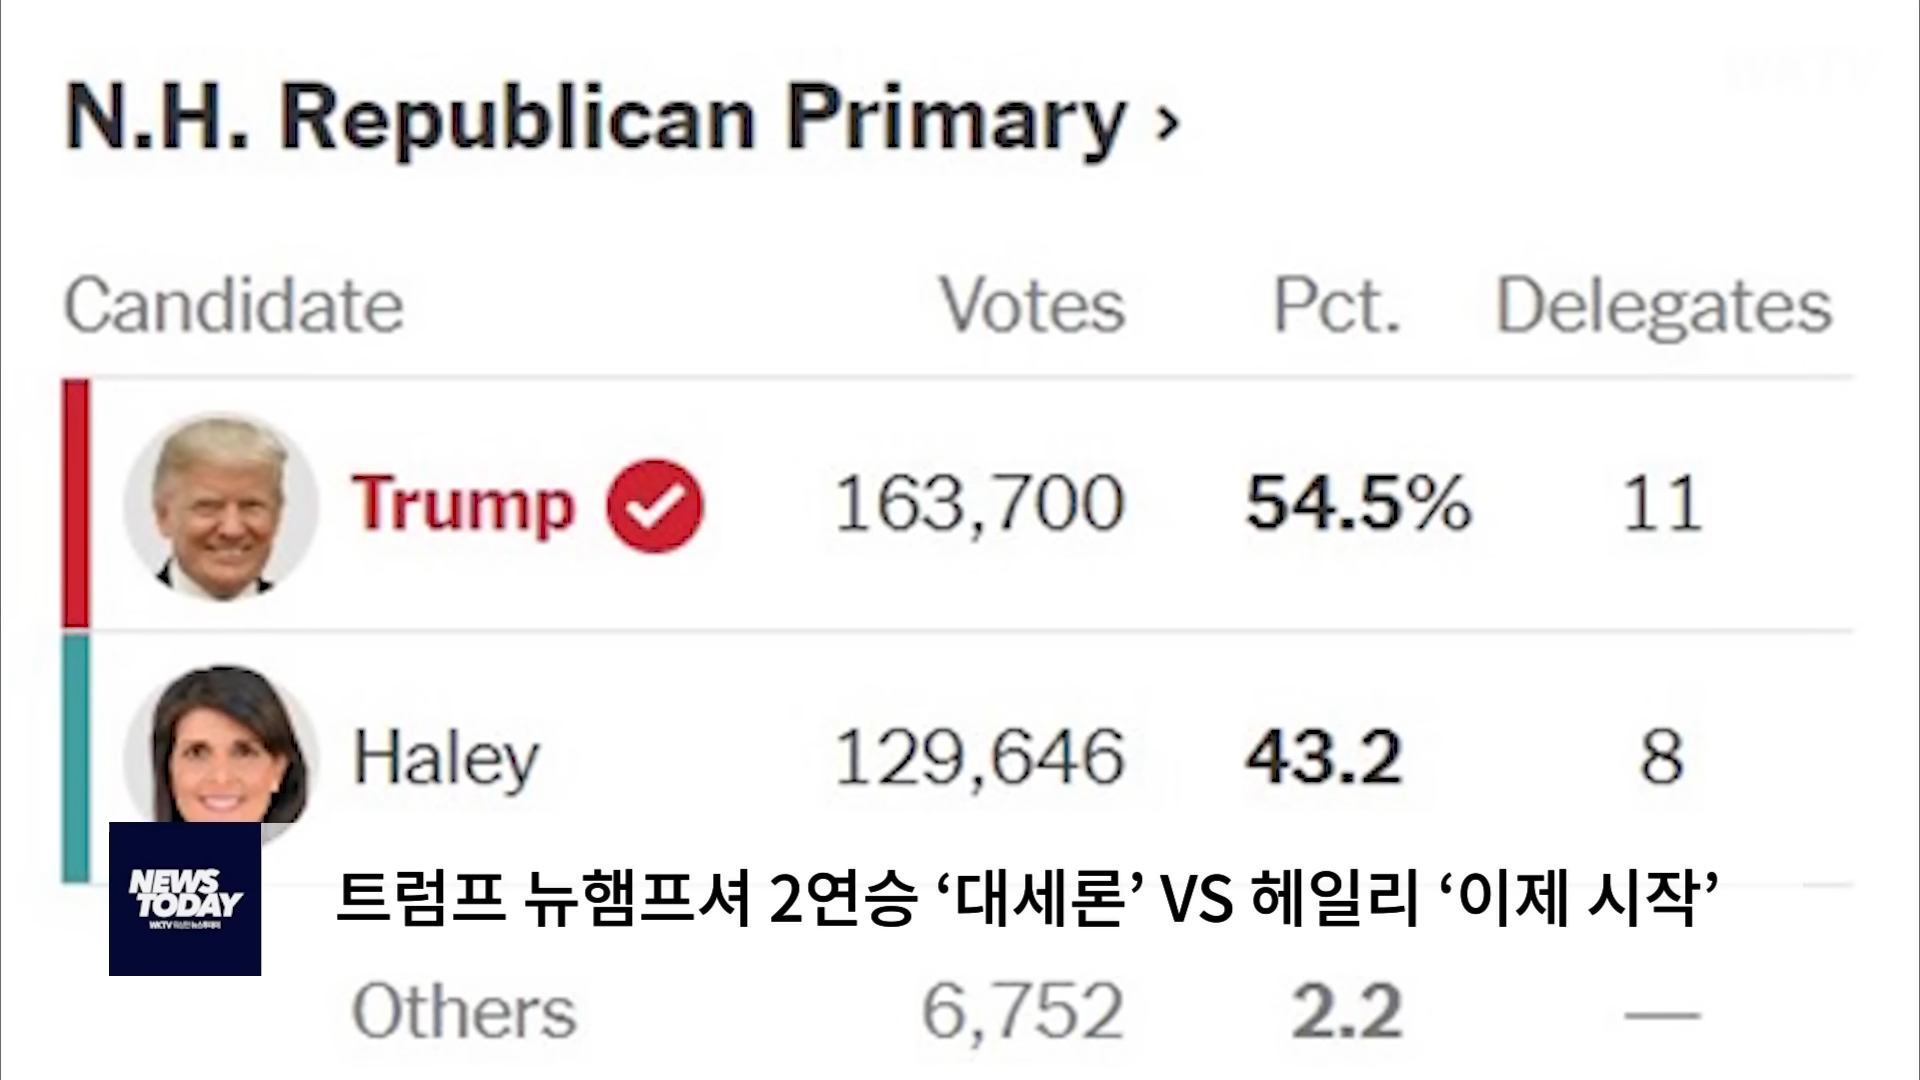 N.H. Republican Primary ›
Candidate Votes Pct. Delegates
Trump 163,700 54.5% 11
Haley 129,646 43.2 8
NEWS TODAY
트럼프 뉴햄프셔 2연승 ‘대세론’ VS 헤일리 ‘이제 시작’
Others 6,752 2.2 —